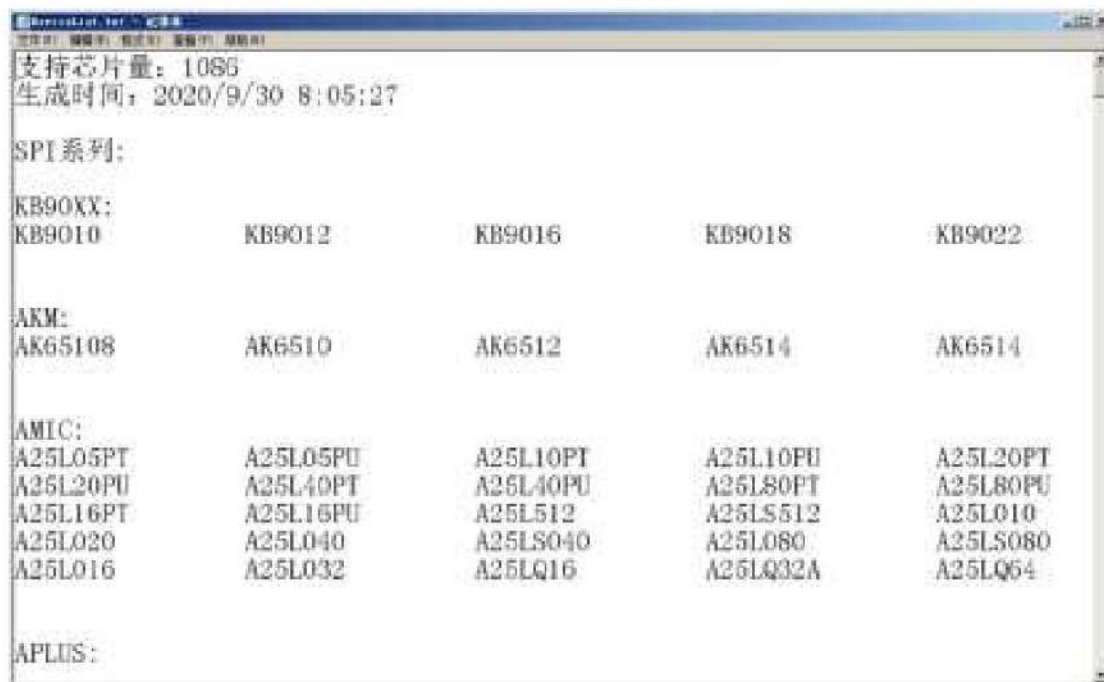 支持芯片量：1086
生成时间：2020/9/30 8:05:27
SPI系列:
KB90XX:
KB9010 KB9012 KB9016 KB9018 KB9022
AKM:
AK65108 AK6510 AK6512 AK6514 AK6514
AMIC:
A25L05PT A25L05PU A25L10PT A25L10PU A25L20PT
A25L20PU A25L40PT A25L40PU A25L80PT A25L80PU
A25L16PT A25L16PU A25L512 A25LS512 A25L010
A25L020 A25L040 A25LS040 A25L080 A25LS080
A25L016 A25L032 A25LQ16 A25LQ32A A25LQ64
APLUS: